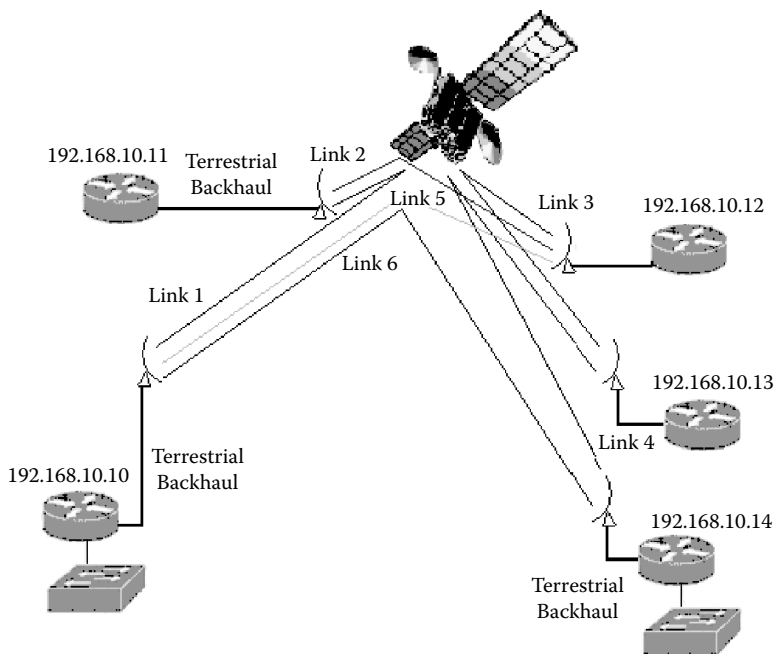 192.168.10.11
Terrestrial
Backhaul
Link 2
Link 5
Link 3
192.168.10.12
Link 6
Link 1
192.168.10.13
Link 4
192.168.10.10
Terrestrial
Backhaul
192.168.10.14
Terrestrial
Backhaul